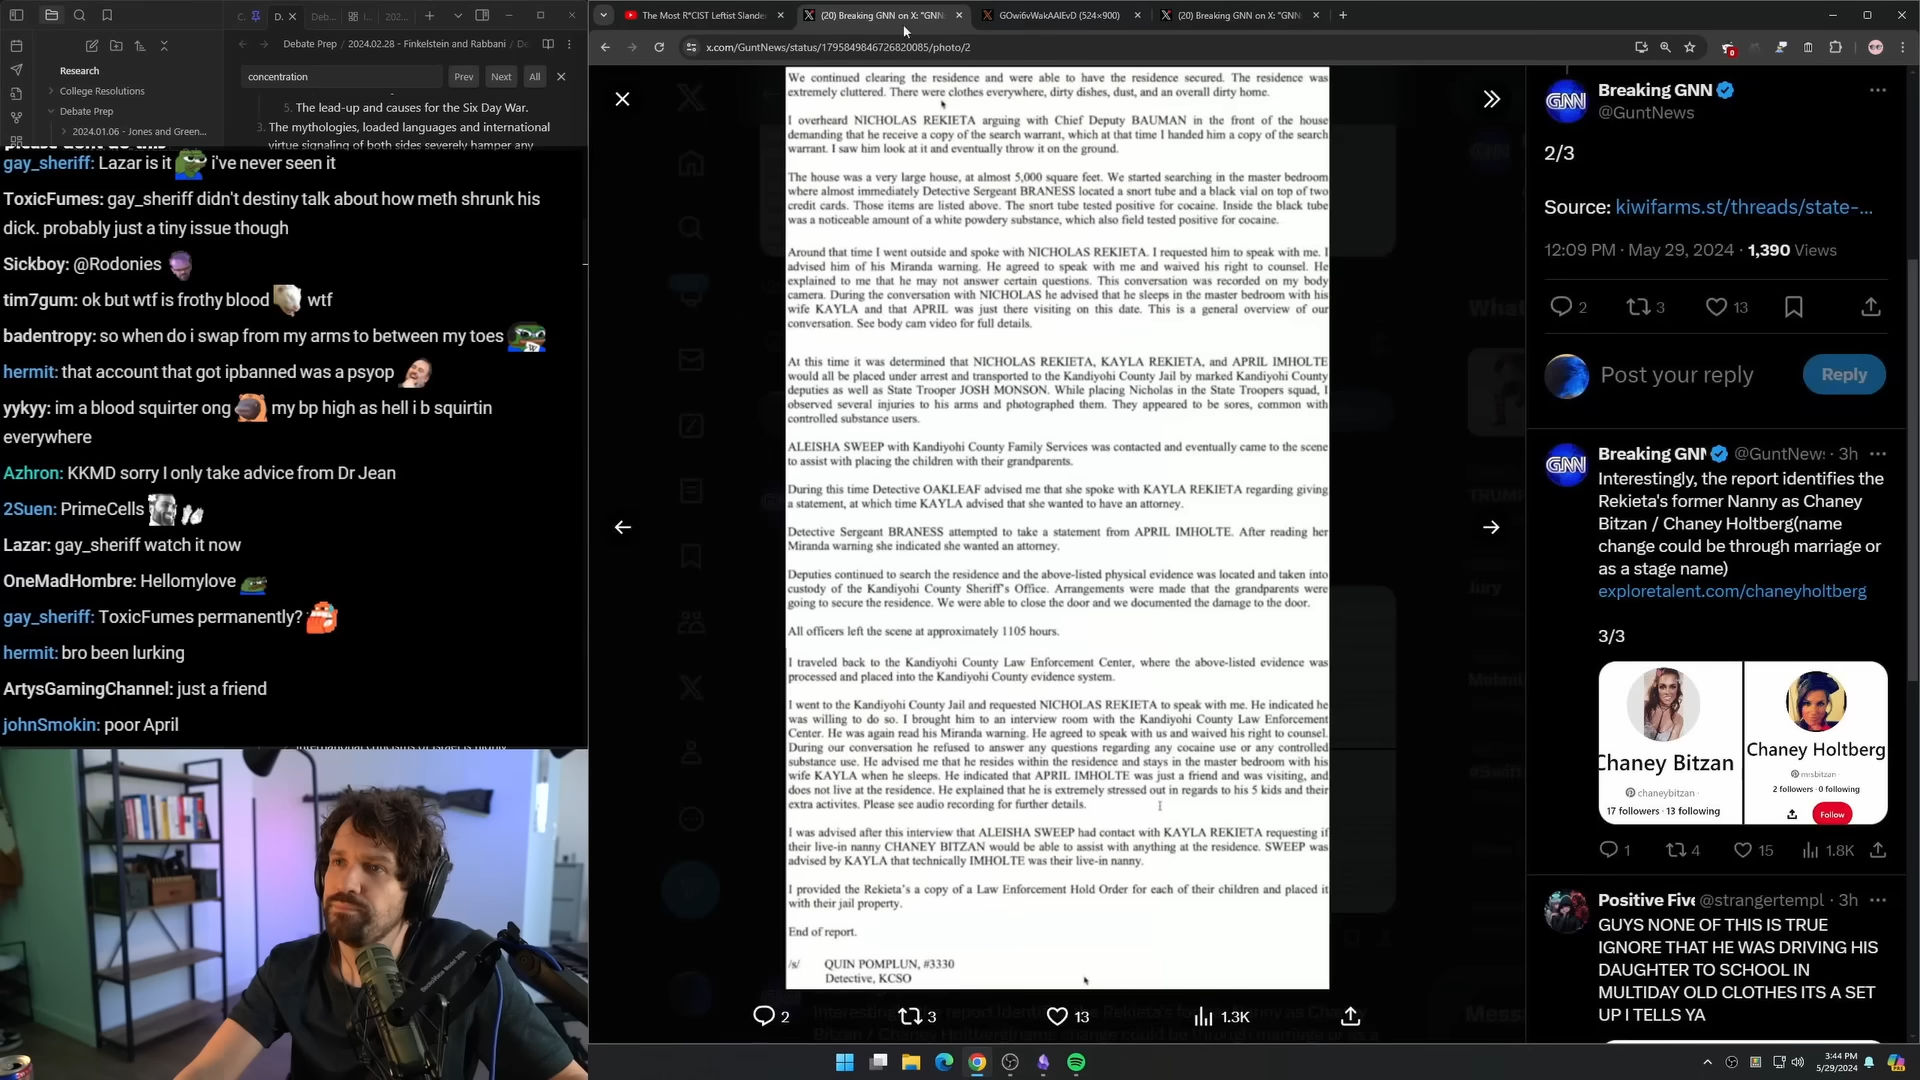 D..
Deb...
202...
The Most R*CIST Leftist Slander
(20) Breaking GNN on X: "GNN
GOwi6vWakAAIEvD (524×900)
(20) Breaking GNN on X: "GNN
Debate Prep / 2024.02.28 - Finkelstein and Rabbani /
x.com/GuntNews/status/1795849846726820085/photo/2
Research
College Resolutions
Debate Prep
2024.01.06 - Jones and Green...
concentration
Prev
Next
All
5. The lead-up and causes for the Six Day War.
3. The mythologies, loaded languages and international
virtue signaling of both sides severely hamper any
gay_sheriff: Lazar is it i've never seen it
ToxicFumes: gay_sheriff didn't destiny talk about how meth shrunk his
dick. probably just a tiny issue though
Sickboy: @Rodonies
tim7gum: ok but wtf is frothy blood wtf
badentropy: so when do i swap from my arms to between my toes
hermit: that account that got ipbanned was a psyop
yykyy: im a blood squirter ong my bp high as hell i b squirtin
everywhere
Azhron: KKMD sorry I only take advice from Dr Jean
2Suen: PrimeCells
Lazar: gay_sheriff watch it now
OneMadHombre: Hellomylove
gay_sheriff: ToxicFumes permanently?
hermit: bro been lurking
ArtysGamingChannel: just a friend
johnSmokin: poor April
We continued clearing the residence and were able to have the residence secured. The residence was
extremely cluttered. There were clothes everywhere, dirty dishes, dust, and an overall dirty home.
I overheard NICHOLAS REKIETA arguing with Chief Deputy BAUMAN in the front of the house
demanding that he receive a copy of the search warrant, which at that time I handed him a copy of the search
warrant. I saw him look at it and eventually throw it on the ground.
The house was a very large house, at almost 5,000 square feet. We started searching in the master bedroom
where almost immediately Detective Sergeant BRANESS located a snort tube and a black vial on top of two
credit cards. Those items are listed above. The snort tube tested positive for cocaine. Inside the black tube
was a noticeable amount of a white powdery substance, which also field tested positive for cocaine.
Around that time I went outside and spoke with NICHOLAS REKIETA. I requested him to speak with me. I
advised him of his Miranda warning. He agreed to speak with me and waived his right to counsel. He
explained to me that he may not answer certain questions. This conversation was recorded on my body
camera. During the conversation with NICHOLAS he advised that he sleeps in the master bedroom with his
wife KAYLA and that APRIL was just there visiting on this date. This is a general overview of our
conversation. See body cam video for full details.
At this time it was determined that NICHOLAS REKIETA, KAYLA REKIETA, and APRIL IMHOLTE
would all be placed under arrest and transported to the Kandiyohi County Jail by marked Kandiyohi County
deputies as well as State Trooper JOSH MONSON. While placing Nicholas in the State Troopers squad, I
observed several injuries to his arms and photographed them. They appeared to be sores, common with
controlled substance users.
ALEISHA SWEEP with Kandiyohi County Family Services was contacted and eventually came to the scene
to assist with placing the children with their grandparents.
During this time Detective OAKLEAF advised me that she spoke with KAYLA REKIETA regarding giving
a statement, at which time KAYLA advised that she wanted to have an attorney.
Detective Sergeant BRANESS attempted to take a statement from APRIL IMHOLTE. After reading her
Miranda warning she indicated she wanted an attorney.
Deputies continued to search the residence and the above-listed physical evidence was located and taken into
custody of the Kandiyohi County Sheriff's Office. Arrangements were made that the grandparents were
going to secure the residence. We were able to close the door and we documented the damage to the door.
All officers left the scene at approximately 1105 hours.
I traveled back to the Kandiyohi County Law Enforcement Center, where the above-listed evidence was
processed and placed into the Kandiyohi County evidence system.
I went to the Kandiyohi County Jail and requested NICHOLAS REKIETA to speak with me. He indicated he
was willing to do so. I brought him to an interview room with the Kandiyohi County Law Enforcement
Center. He was again read his Miranda warning. He agreed to speak with us and waived his right to counsel.
During our conversation he refused to answer any questions regarding any cocaine use or any controlled
substance use. He advised me that he resides within the residence and stays in the master bedroom with his
wife KAYLA when he sleeps. He indicated that APRIL IMHOLTE was just a friend and was visiting, and
does not live at the residence. He explained that he is extremely stressed out in regards to his 5 kids and their
extra activites. Please see audio recording for further details.
I was advised after this interview that ALEISHA SWEEP had contact with KAYLA REKIETA requesting if
their live-in nanny CHANEY BITZAN would be able to assist with anything at the residence. SWEEP was
advised by KAYLA that technically IMHOLTE was their live-in nanny.
I provided the Rekieta's a copy of a Law Enforcement Hold Order for each of their children and placed it
with their jail property.
End of report.
/s/ QUIN POMPLUN, #3330
Detective, KCSO
2
3
13
1.3K
GNN
Breaking GNN
@GuntNews
2/3
Source: kiwifarms.st/threads/state-...
12:09 PM · May 29, 2024 · 1,390 Views
2
3
13
Post your reply
Reply
GNN
Breaking GNN @GuntNews · 3h
Interestingly, the report identifies the
Rekieta's former Nanny as Chaney
Bitzan / Chaney Holtberg(name
change could be through marriage or
as a stage name)
exploretalent.com/chaneyholtberg
3/3
Chaney Bitzan
chaneybitzan
17 followers · 13 following
Chaney Holtberg
mrsbitzan
2 followers · 0 following
Follow
1
4
15
1.8K
Positive Five @strangertempl · 3h
GUYS NONE OF THIS IS TRUE
IGNORE THAT HE WAS DRIVING HIS
DAUGHTER TO SCHOOL IN
MULTIDAY OLD CLOTHES ITS A SET
UP I TELLS YA
3:44 PM
5/29/2024